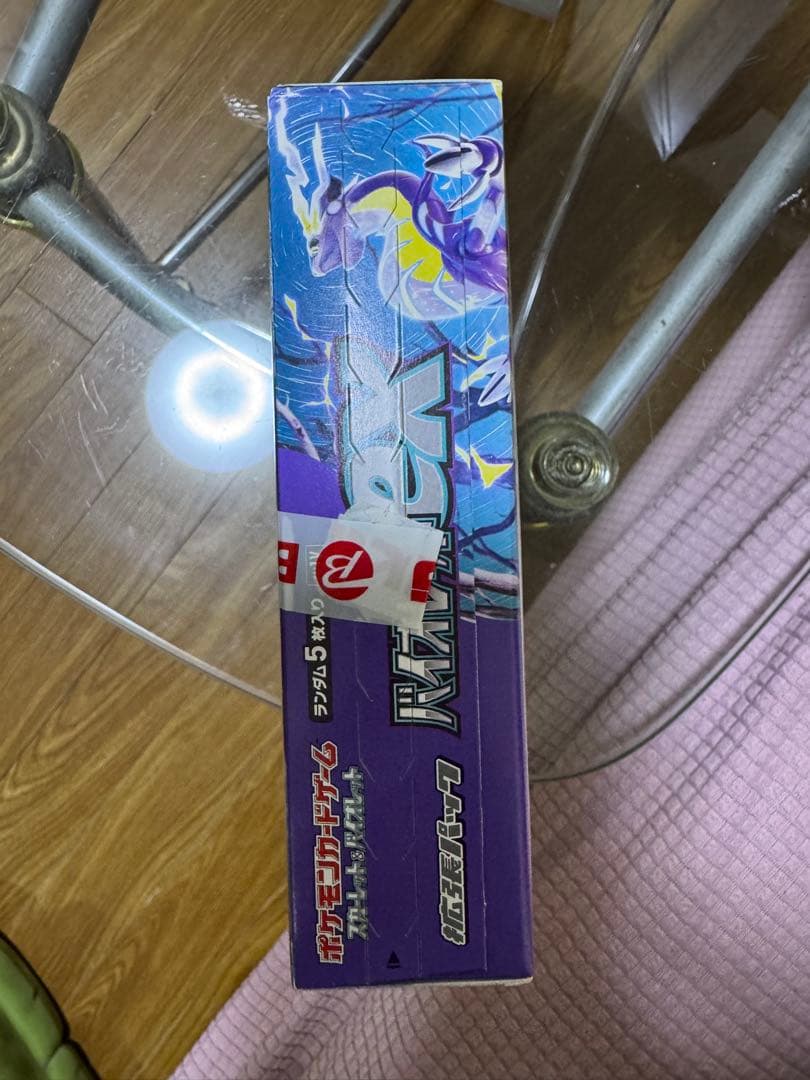 ポケモンカードゲーム
スカーレット&バイオレット
ランダム5枚入り
拡張パック
バイオレットex